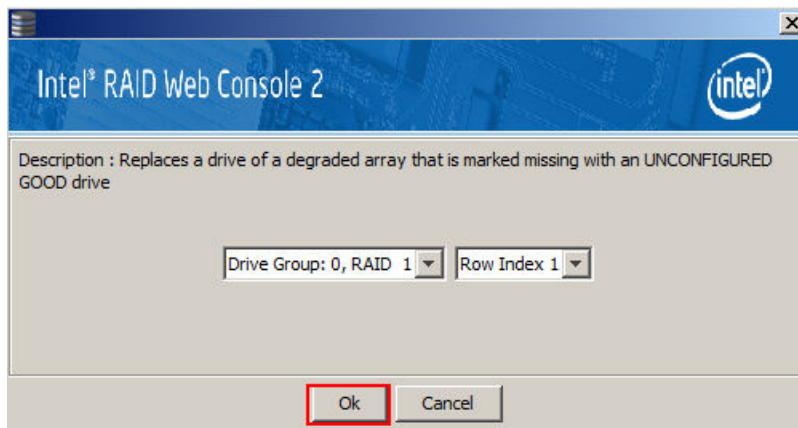 Intel® RAID Web Console 2
intel
Description : Replaces a drive of a degraded array that is marked missing with an UNCONFIGURED
GOOD drive
Drive Group: 0, RAID 1
Row Index 1
Ok
Cancel